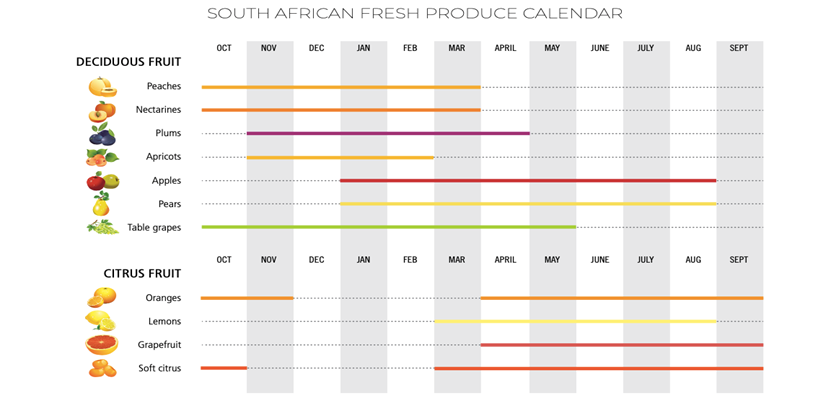 SOUTH AFRICAN FRESH PRODUCE CALENDAR
OCT NOV DEC JAN FEB MAR APRIL MAY JUNE JULY AUG SEPT
DECIDUOUS FRUIT
Peaches
Nectarines
Plums
Apricots
Apples
Pears
Table grapes
OCT NOV DEC JAN FEB MAR APRIL MAY JUNE JULY AUG SEPT
CITRUS FRUIT
Oranges
Lemons
Grapefruit
Soft citrus